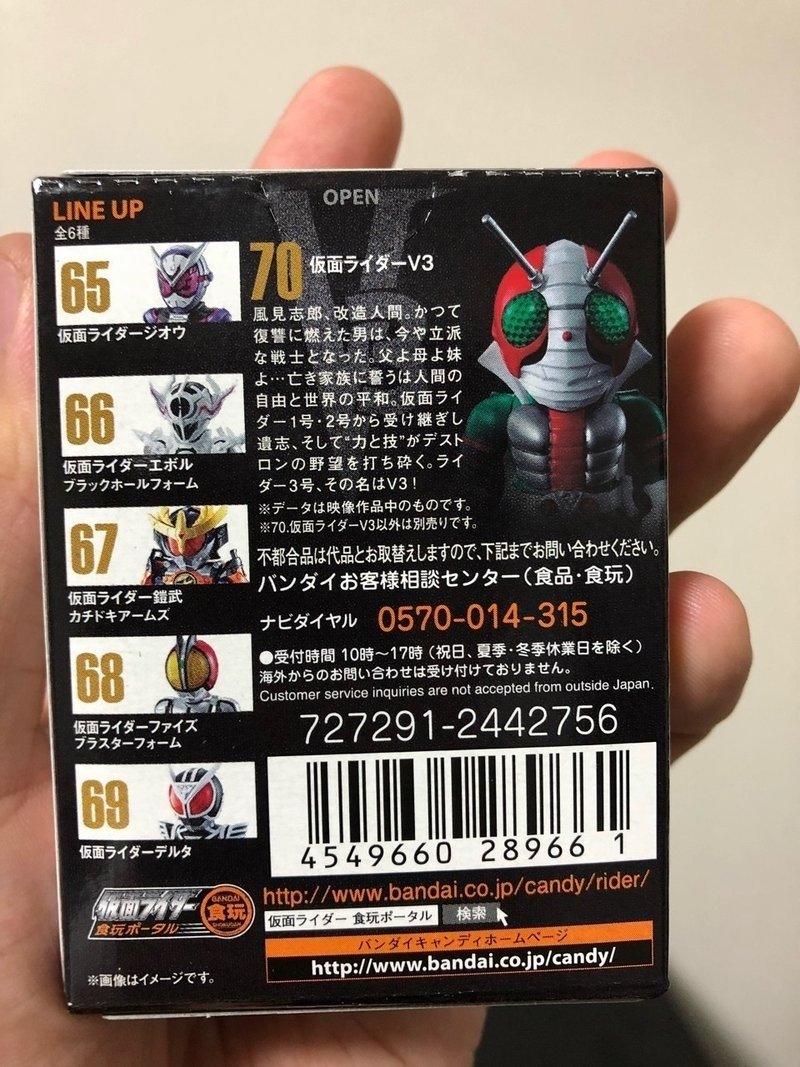 OPEN
LINE UP
全6種
65
仮面ライダージオウ
66
仮面ライダーエボル
ブラックホールフォーム
67
仮面ライダー鎧武
カチドキアームズ
68
仮面ライダーファイズ
ブラスターフォーム
69
仮面ライダーデルタ
70 仮面ライダーV3
風見志郎、改造人間。かつて
復讐に燃えた男は、今や立派
な戦士となった。父よ母よ妹
よ…亡き家族に誓うは人間の
自由と世界の平和。仮面ライ
ダー1号・2号から受け継ぎし
遺志、そして“力と技”がデスト
ロンの野望を打ち砕く。ライ
ダー3号、その名はV3！
※データは映像作品中のものです。
※70.仮面ライダーV3以外は別売りです。
不都合品は代品とお取替えしますので、下記までお問い合わせください。
バンダイお客様相談センター（食品・食玩）
ナビダイヤル 0570-014-315
●受付時間 10時～17時（祝日、夏季・冬季休業日を除く）
海外からのお問い合わせは受け付けておりません。
Customer service inquiries are not accepted from outside Japan.
727291-2442756
4549660 28966 1
http://www.bandai.co.jp/candy/rider/
仮面ライダー 食玩ポータル 検索
バンダイキャンディホームページ
http://www.bandai.co.jp/candy/
仮面ライダー
食玩ポータル
BANDAI
食玩
SHOKUGAN
※画像はイメージです。